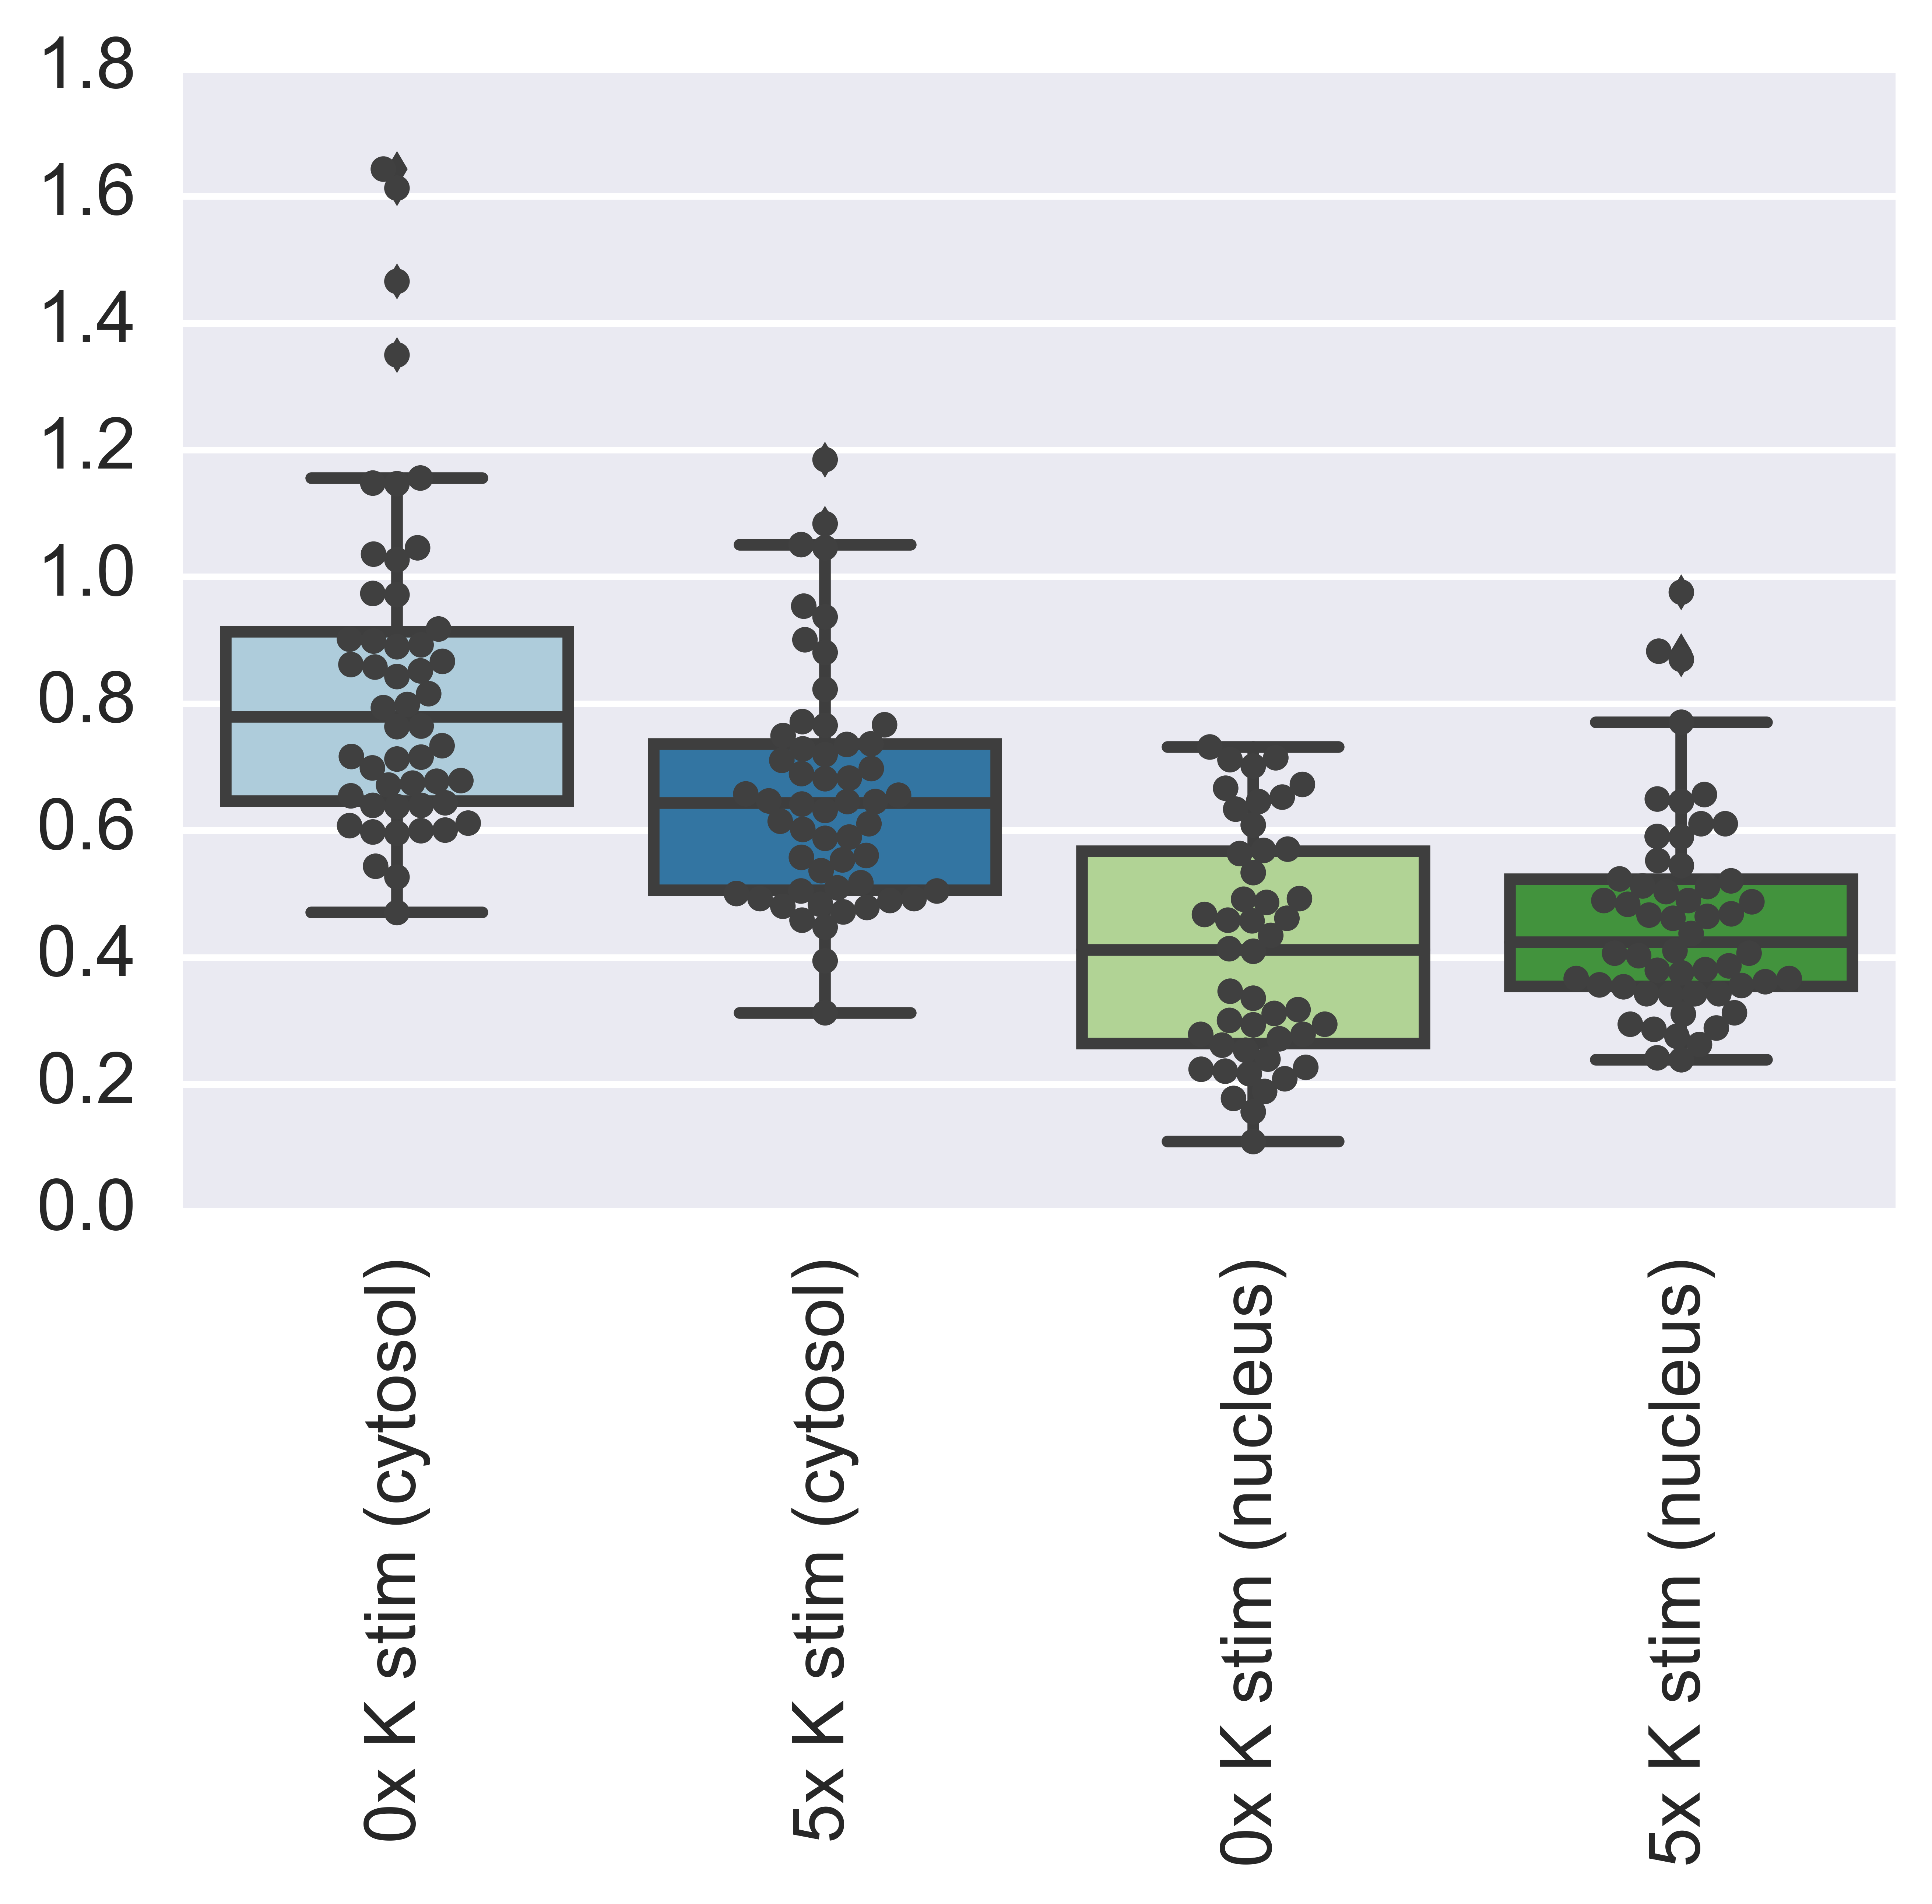 1.8
1.6
1.4
1.2
1.0
0.8
0.6
0.4
0.2
0.0
0x K stim (cytosol)
5x K stim (cytosol)
0x K stim (nucleus)
5x K stim (nucleus)